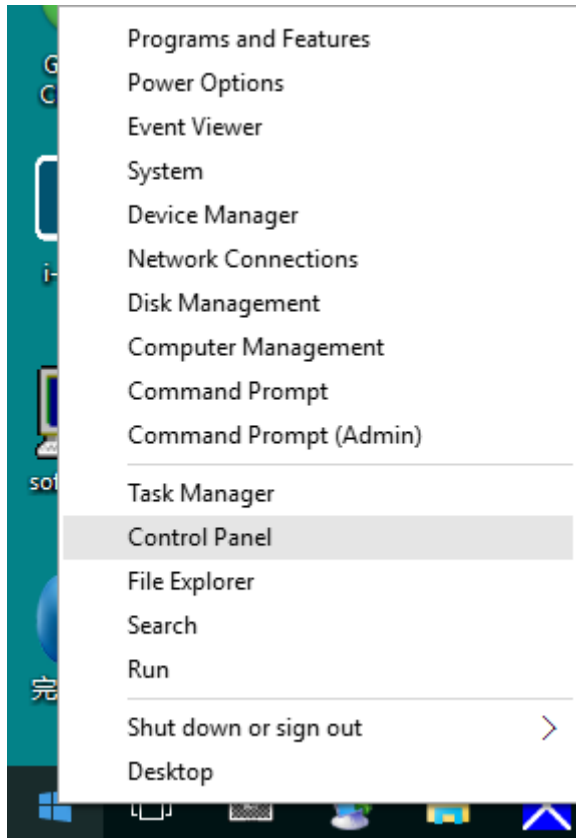 Programs and Features
Power Options
Event Viewer
System
Device Manager
Network Connections
Disk Management
Computer Management
Command Prompt
Command Prompt (Admin)
Task Manager
Control Panel
File Explorer
Search
Run
Shut down or sign out
Desktop